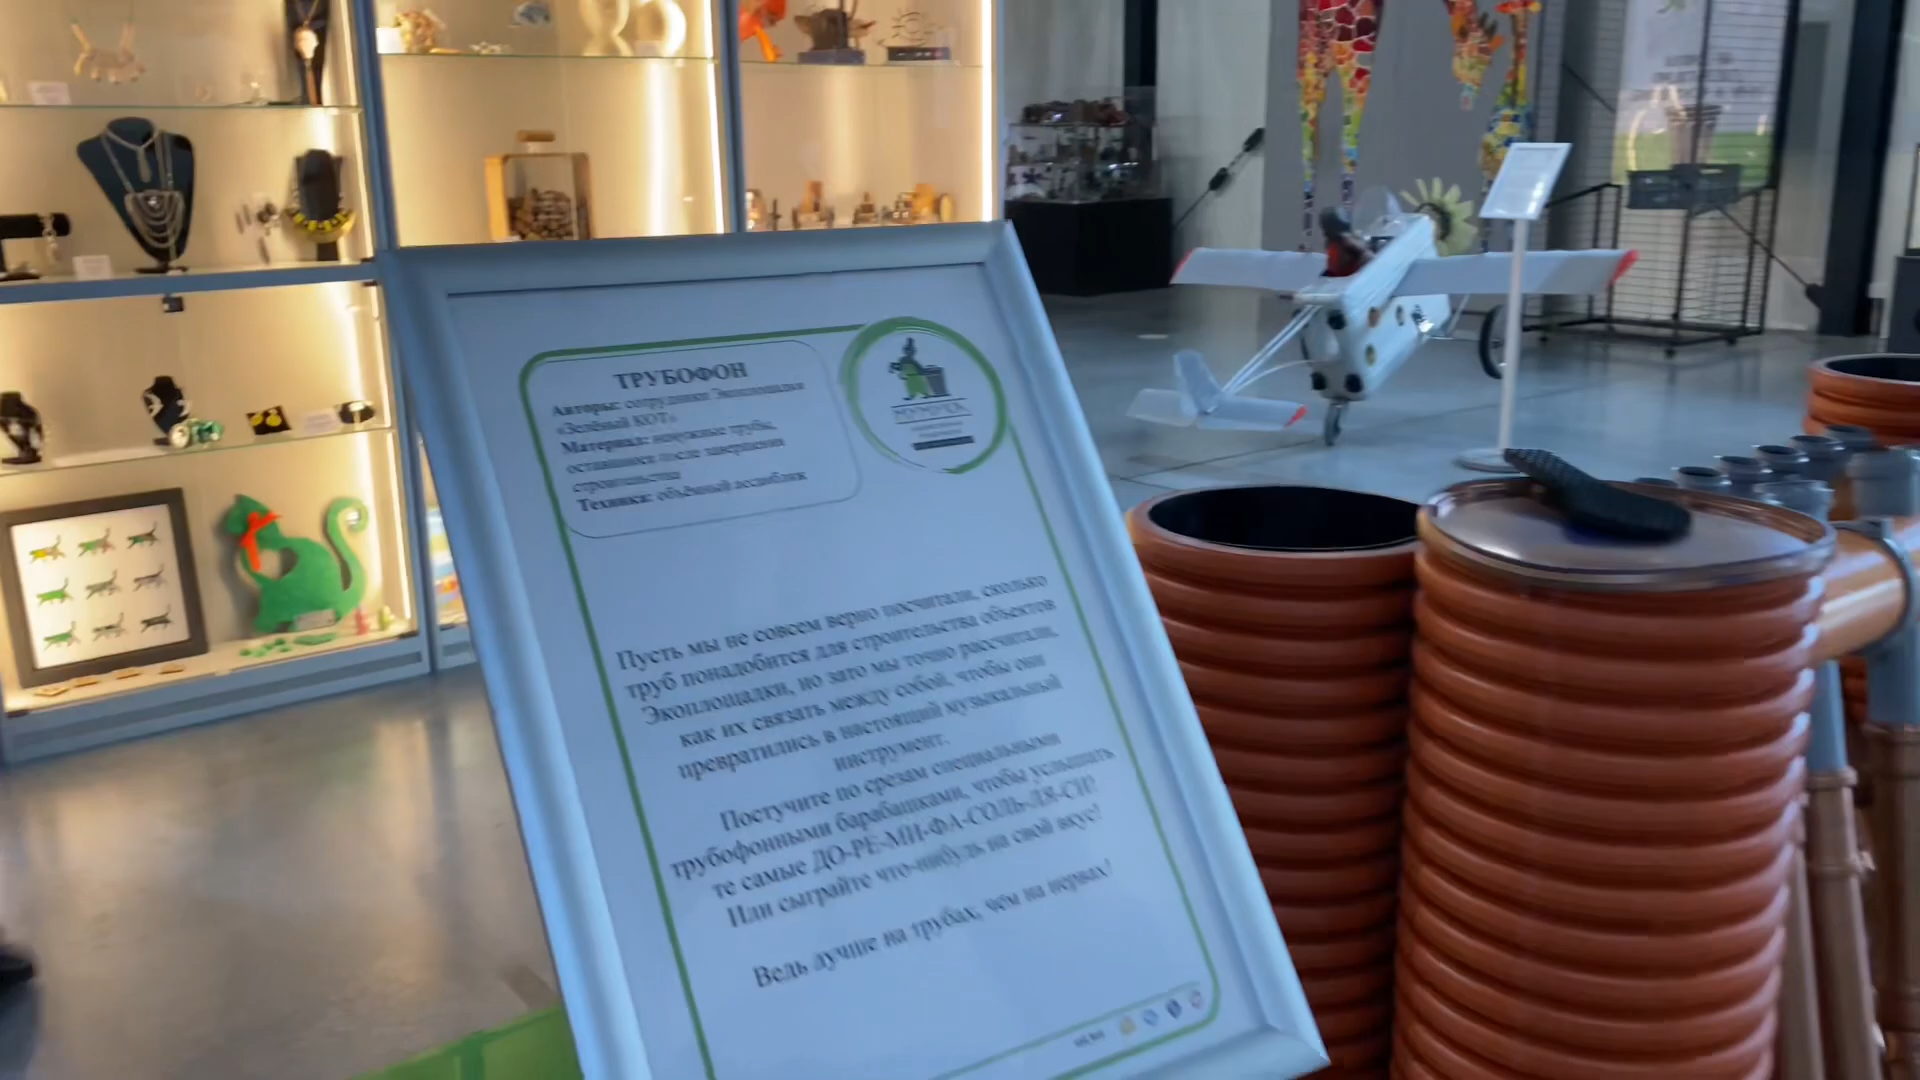 ТРУБОФОН
Авторы: сотрудники Экоплощадки
«Зелёный КОТ»
Материал: ненужные трубы,
оставшиеся после завершения
строительства
Техника: объёмный ассамбляж
МУМУСК
Пусть мы не совсем верно посчитали, сколько
труб понадобится для строительства объектов
Экоплощадки, но зато мы точно рассчитали,
как их связать между собой, чтобы они
превратились в настоящий музыкальный
инструмент.
Постучите по срезам специальными
трубофонными барабашками, чтобы услышать
те самые ДО-РЕ-МИ-ФА-СОЛЬ-ЛЯ-СИ!
Или сыграйте что-нибудь на свой вкус!
Ведь лучше на трубах, чем на нервах!